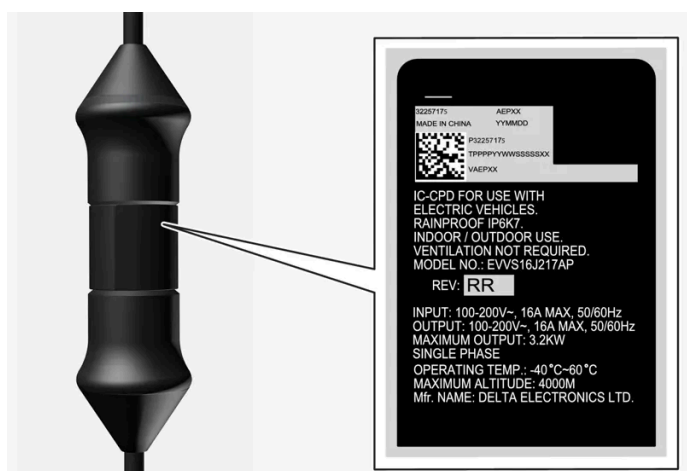 32257175 AEPXX
MADE IN CHINA YYMMDD
P32257175
TPPPPYYWWSSSSSXX
VAEPXX
IC-CPD FOR USE WITH
ELECTRIC VEHICLES.
RAINPROOF IP6K7.
INDOOR / OUTDOOR USE.
VENTILATION NOT REQUIRED.
MODEL NO.: EVVS16J217AP
REV: RR
INPUT: 100-200V~, 16A MAX, 50/60Hz
OUTPUT: 100-200V~, 16A MAX, 50/60Hz
MAXIMUM OUTPUT: 3.2KW
SINGLE PHASE
OPERATING TEMP.: -40°C~60°C
MAXIMUM ALTITUDE: 4000M
Mfr. NAME: DELTA ELECTRONICS LTD.